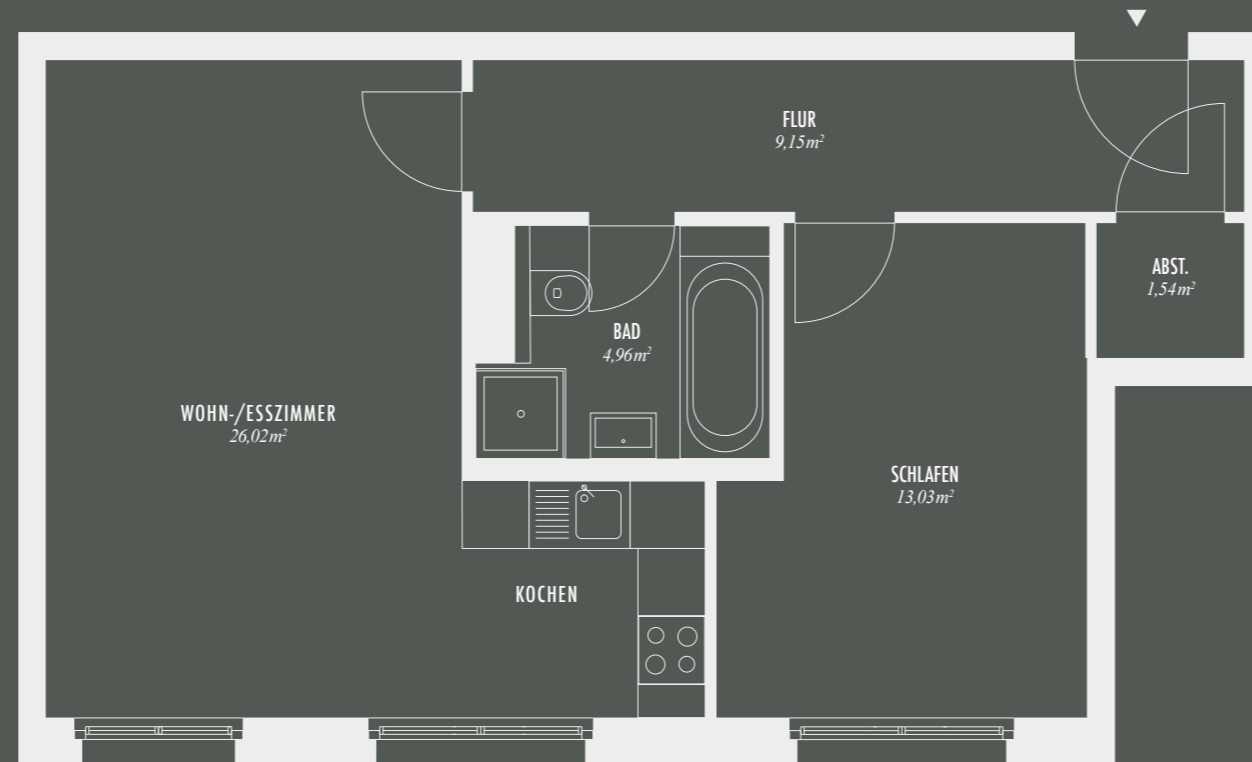 FLUR
9,15m²
ABST.
1,54m²
BAD
4,96m²
WOHN-/ESSZIMMER
26,02m²
SCHLAFEN
13,03m²
KOCHEN